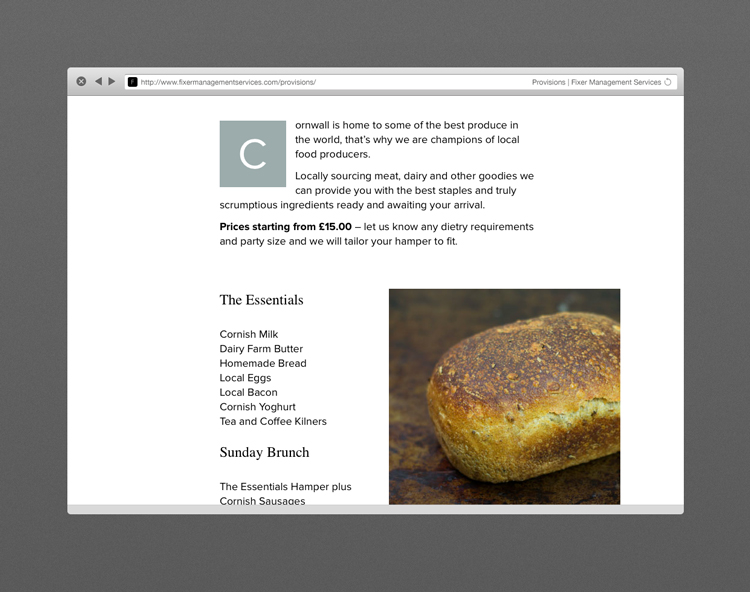 F http://www.fixermanagementservices.com/provisions/ Provisions | Fixer Management Services
C
ornwall is home to some of the best produce in
the world, that's why we are champions of local
food producers.
Locally sourcing meat, dairy and other goodies we
can provide you with the best staples and truly
scrumptious ingredients ready and awaiting your arrival.
Prices starting from £15.00 – let us know any dietry requirements
and party size and we will tailor your hamper to fit.
The Essentials
Cornish Milk
Dairy Farm Butter
Homemade Bread
Local Eggs
Local Bacon
Cornish Yoghurt
Tea and Coffee Kilners
Sunday Brunch
The Essentials Hamper plus
Cornish Sausages